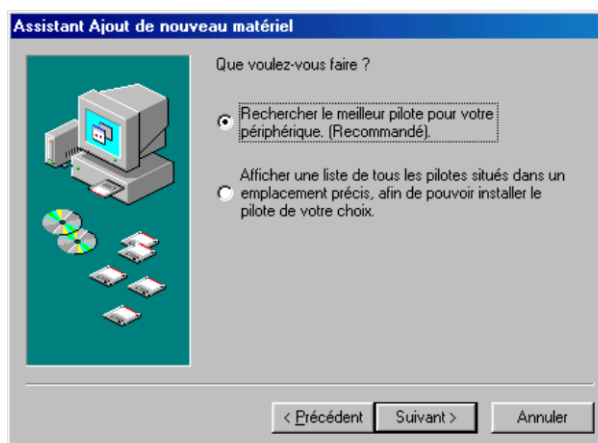 Assistant Ajout de nouveau matériel
Que voulez-vous faire ?
Rechercher le meilleur pilote pour votre
périphérique. (Recommandé).
Afficher une liste de tous les pilotes situés dans un
emplacement précis, afin de pouvoir installer le
pilote de votre choix.
< Précédent Suivant > Annuler